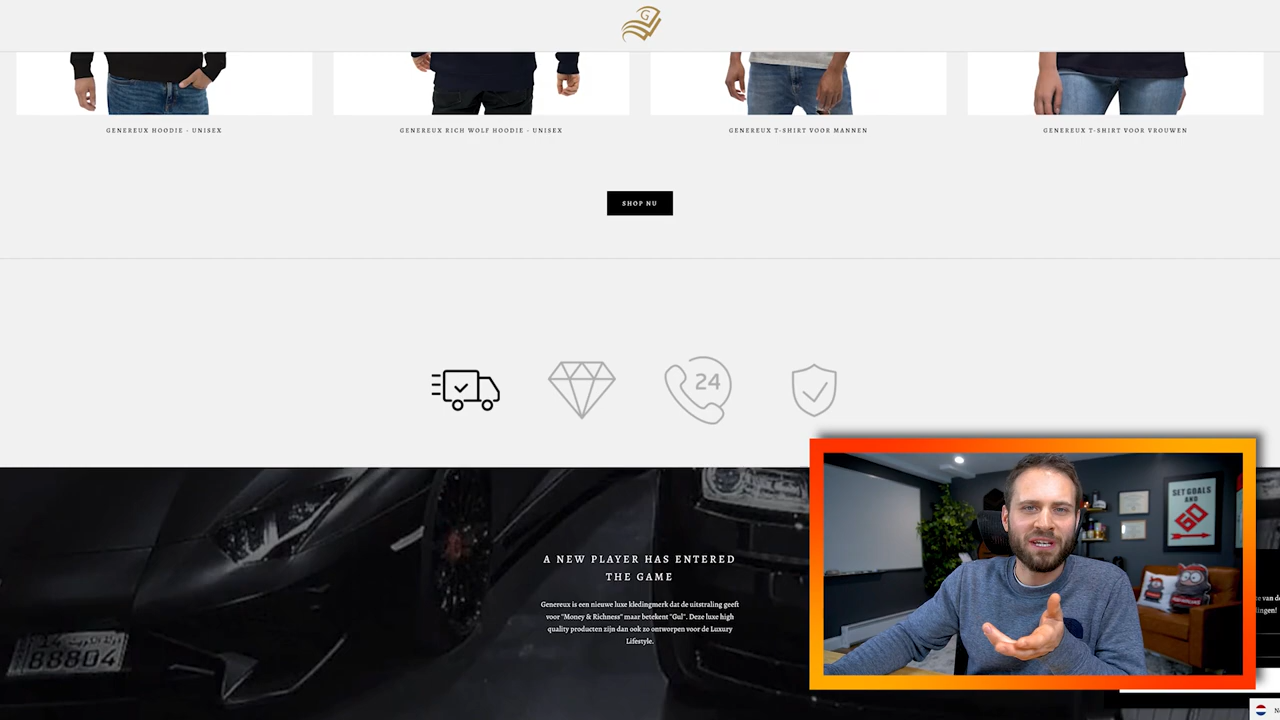 G
GENEREUX HOODIE - UNISEX
GENEREUX RICH WOLF HOODIE - UNISEX
GENEREUX T-SHIRT VOOR MANNEN
GENEREUX T-SHIRT VOOR VROUWEN
SHOP NU
24
A NEW PLAYER HAS ENTERED
THE GAME
Genereux is een nieuwe luxe kledingmerk dat de uitstraling geeft
voor "Money & Richness" maar betekent "Gul". Deze luxe high
quality producten zijn dan ook zo ontworpen voor de Luxury
Lifestyle.
88804
SET GOALS
AND
GO